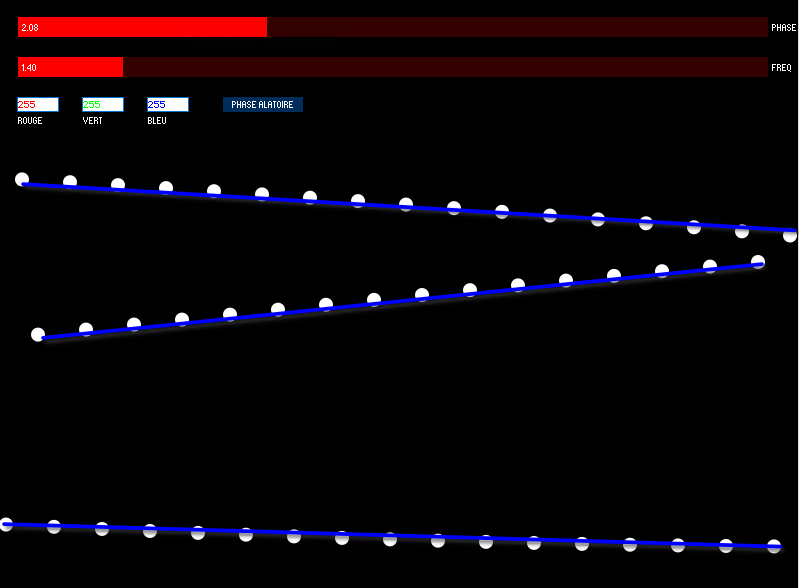 2.08 PHASE
1.40 FREQ
255 255 255 PHASE ALATOIRE
ROUGE VERT BLEU